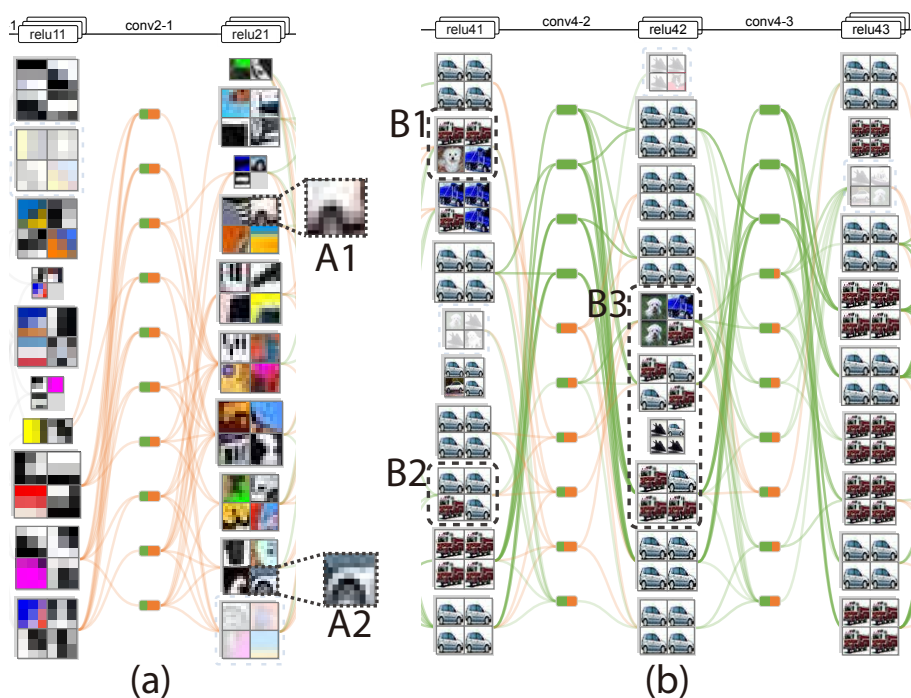 1 relu11 conv2-1 relu21
relu41 conv4-2 relu42 conv4-3 relu43
A1
A2
(a)
B1
B2
B3
(b)